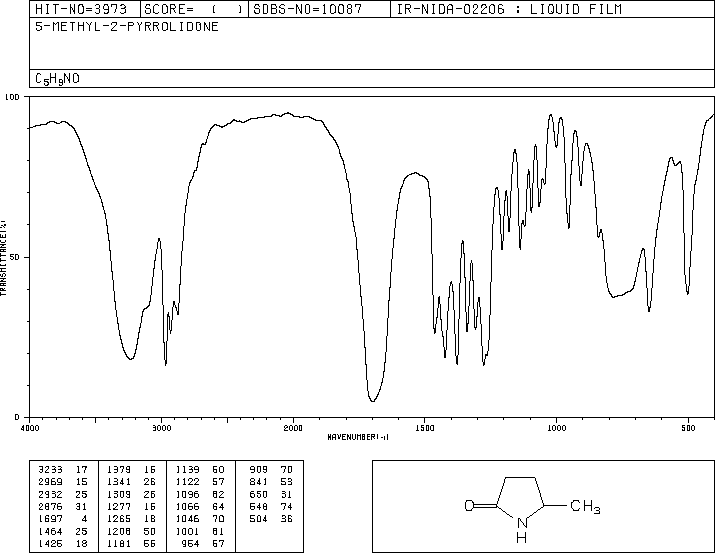 HIT-NO=3973 SCORE= ( ) SDBS-NO=10087 IR-NIDA-02206 : LIQUID FILM
5-METHYL-2-PYRROLIDONE
C5H9NO
100
TRANSMITTANCE(%)
50
0
4000 3000 2000 1500 1000 500
WAVENUMBER(-1)
3233 17 1379 16 1139 50 909 70
2969 15 1341 26 1122 57 841 53
2932 25 1309 26 1096 62 650 31
2876 31 1277 16 1066 64 548 74
1697 4 1265 18 1046 70 504 36
1464 25 1208 50 1001 81
1426 18 1181 55 954 57
O
CH3
N
H